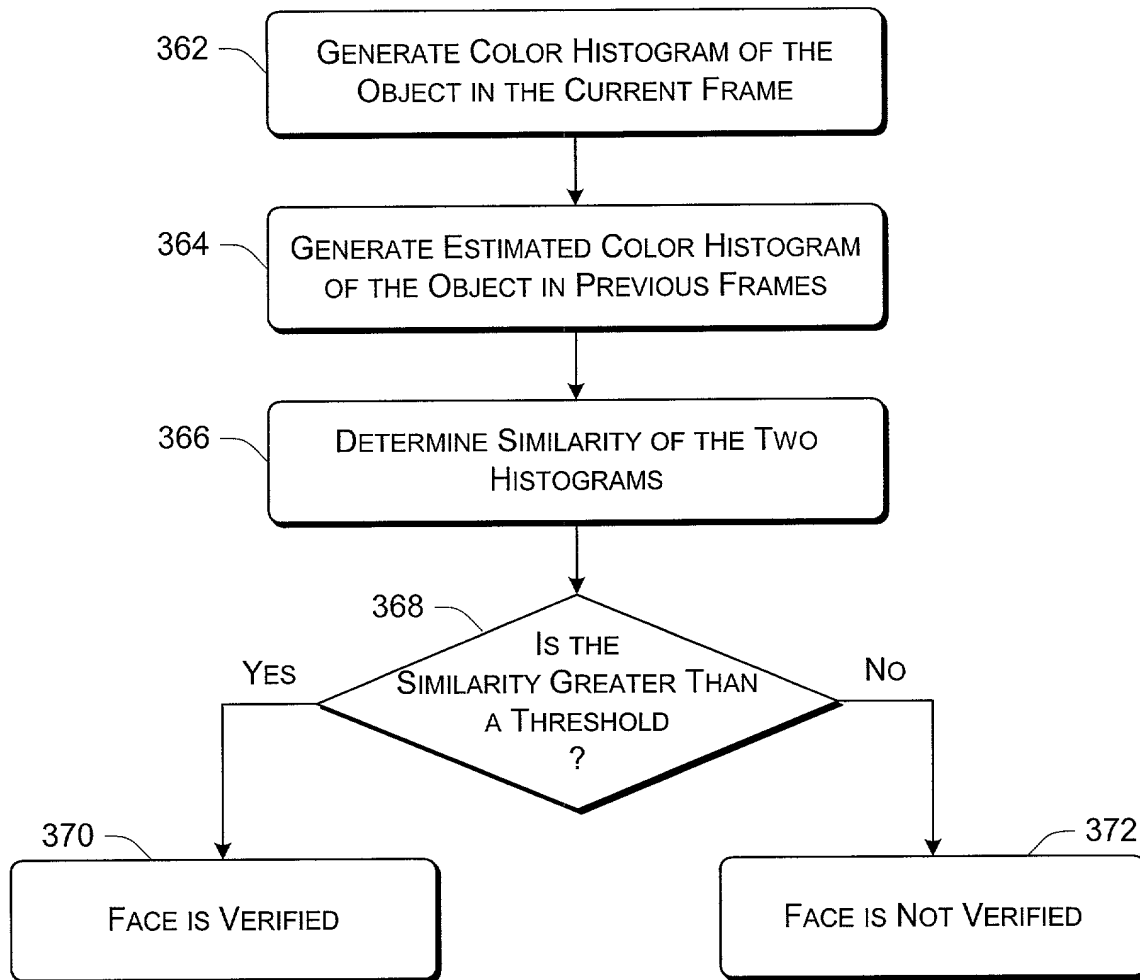 362
GENERATE COLOR HISTOGRAM OF THE
OBJECT IN THE CURRENT FRAME
364
GENERATE ESTIMATED COLOR HISTOGRAM
OF THE OBJECT IN PREVIOUS FRAMES
366
DETERMINE SIMILARITY OF THE TWO
HISTOGRAMS
368
IS THE
SIMILARITY GREATER THAN
A THRESHOLD
?
YES
NO
370
FACE IS VERIFIED
372
FACE IS NOT VERIFIED